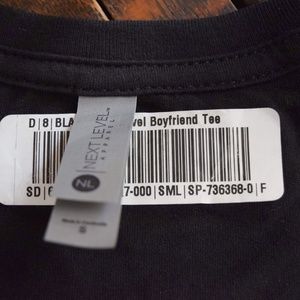 D|8|BLA vel Boyfriend Tee
NEXT LEVEL
APPAREL
NL
SD|6 7-000|SML|SP-736368-0|F